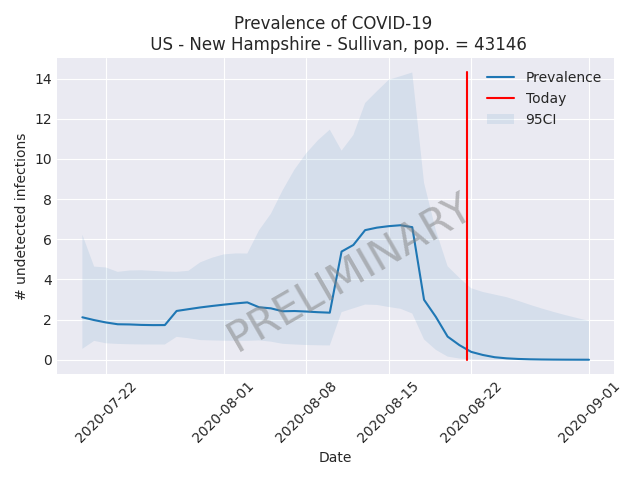 Prevalence of COVID-19
US - New Hampshire - Sullivan, pop. = 43146
# undetected infections
14
12
10
8
6
4
2
0
Prevalence
Today
95CI
PRELIMINARY
2020-07-22
2020-08-01
2020-08-08
2020-08-15
2020-08-22
2020-09-01
Date